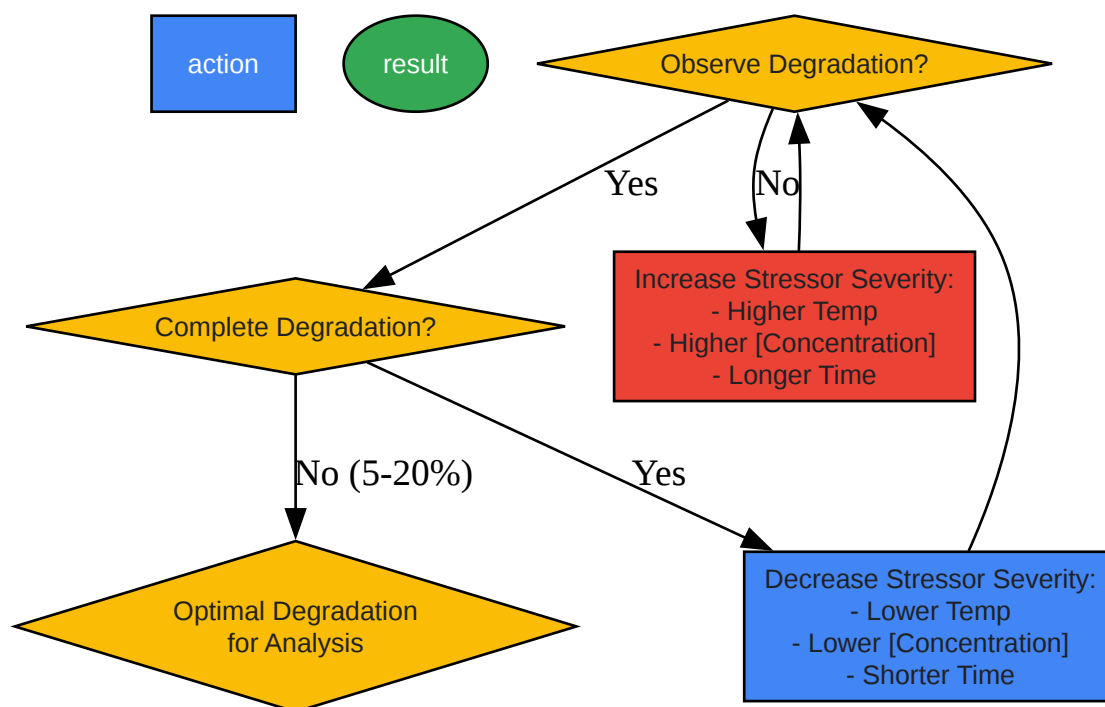 action
result
Observe Degradation?
Yes
No
Increase Stressor Severity:
- Higher Temp
- Higher [Concentration]
- Longer Time
Complete Degradation?
No (5-20%)
Yes
Optimal Degradation
for Analysis
Decrease Stressor Severity:
- Lower Temp
- Lower [Concentration]
- Shorter Time